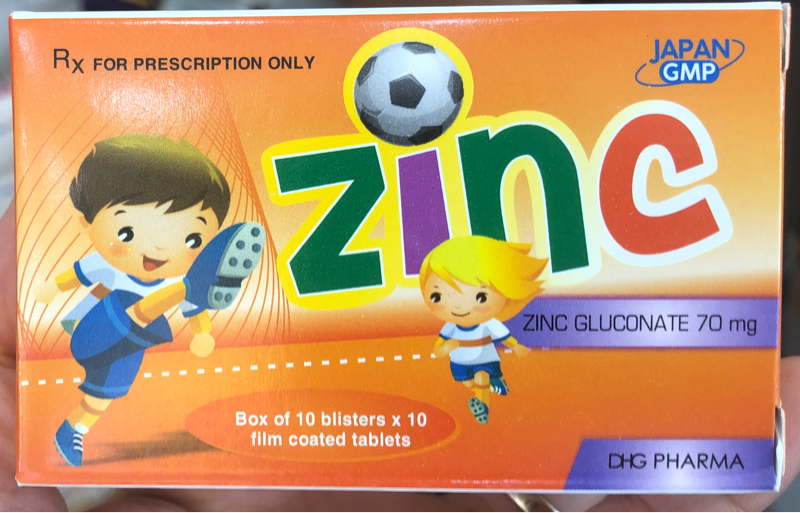 Rx FOR PRESCRIPTION ONLY
JAPAN
GMP
zinc
ZINC GLUCONATE 70 mg
Box of 10 blisters x 10
film coated tablets
DHG PHARMA